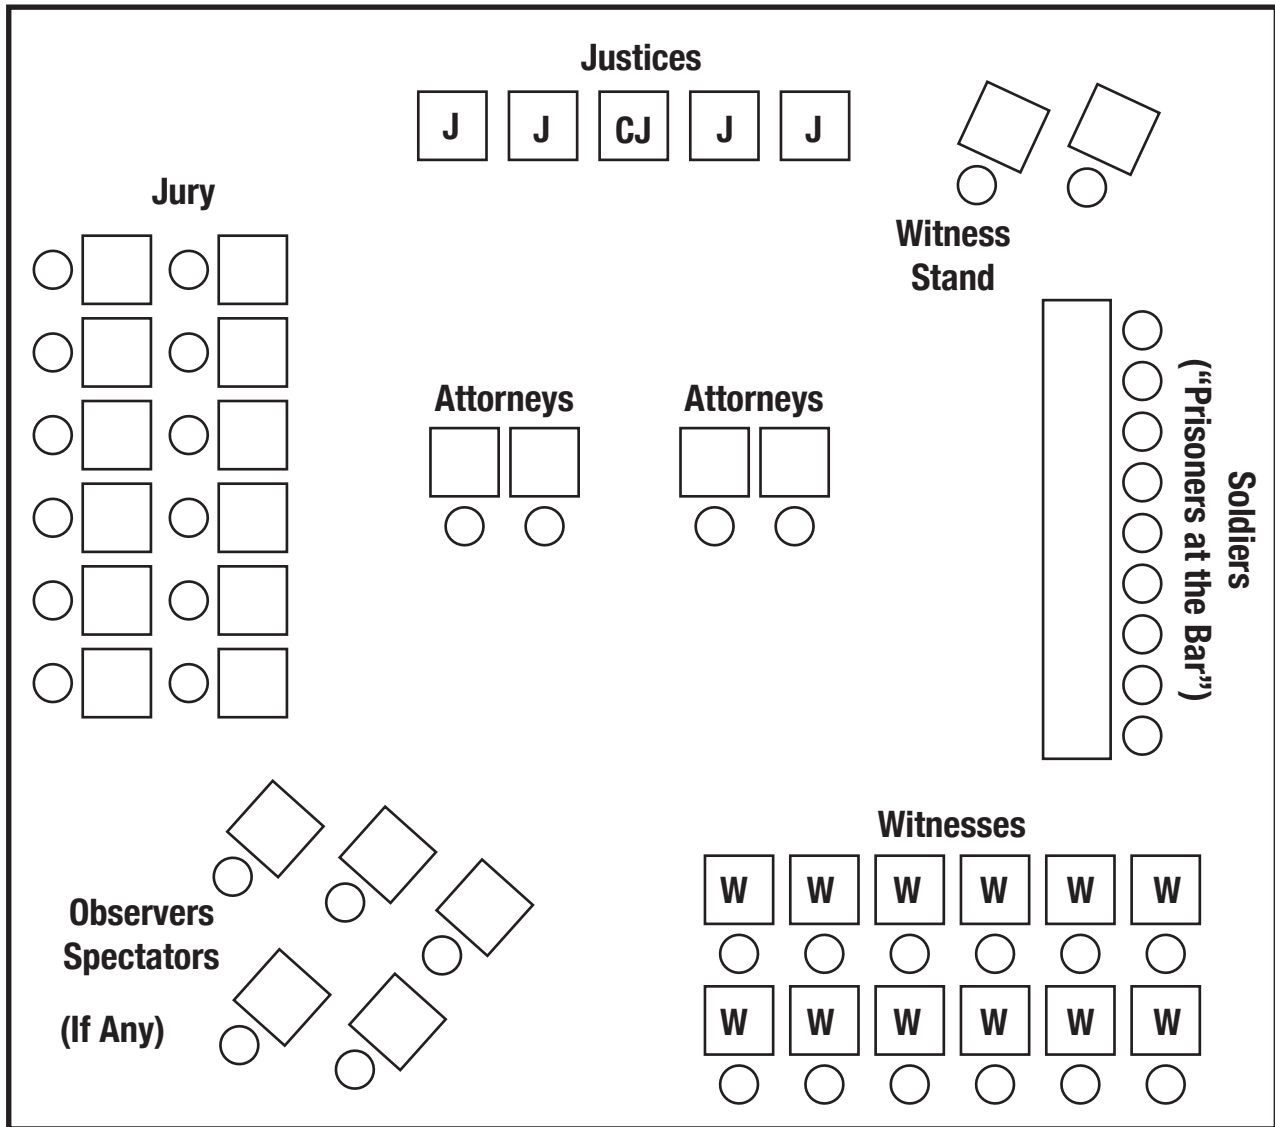 Justices
J J CJ J J
Jury
Witness
Stand
Attorneys Attorneys
Soldiers
(“Prisoners at the Bar”)
Witnesses
W W W W W W
W W W W W W
Observers
Spectators
(If Any)